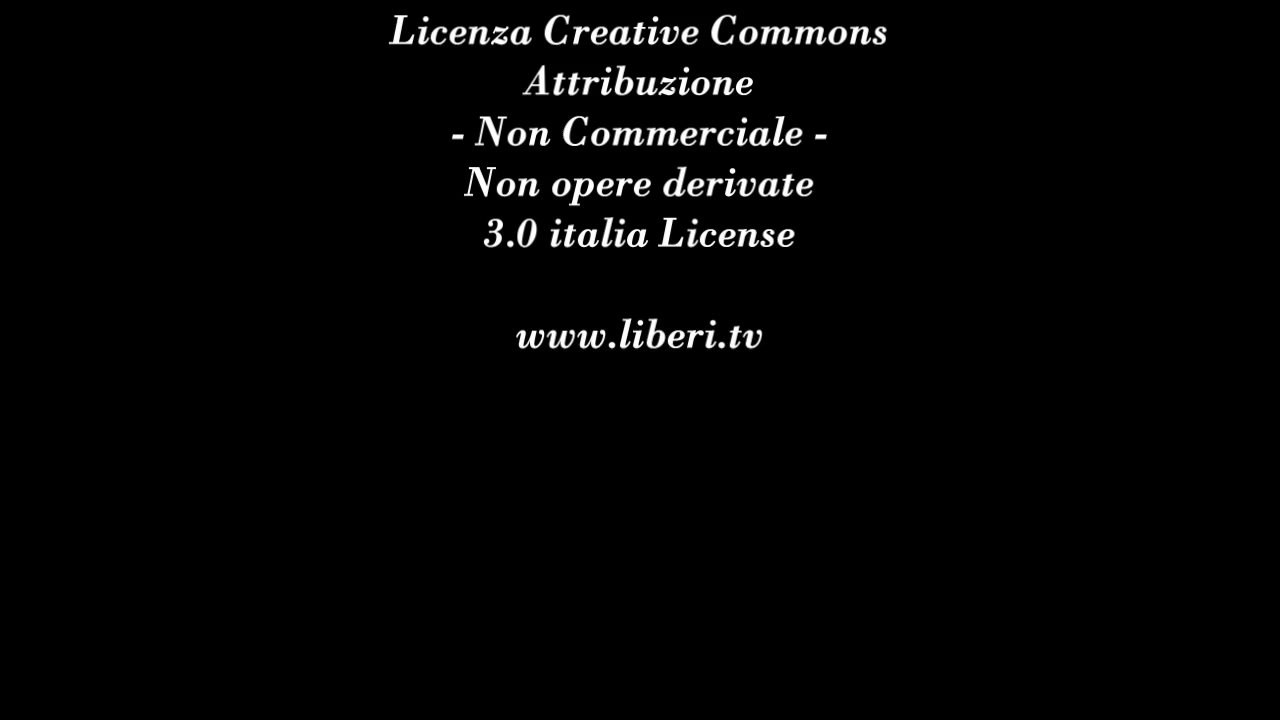 Licenza Creative Commons
Attribuzione
- Non Commerciale -
Non opere derivate
3.0 italia License
www.liberi.tv